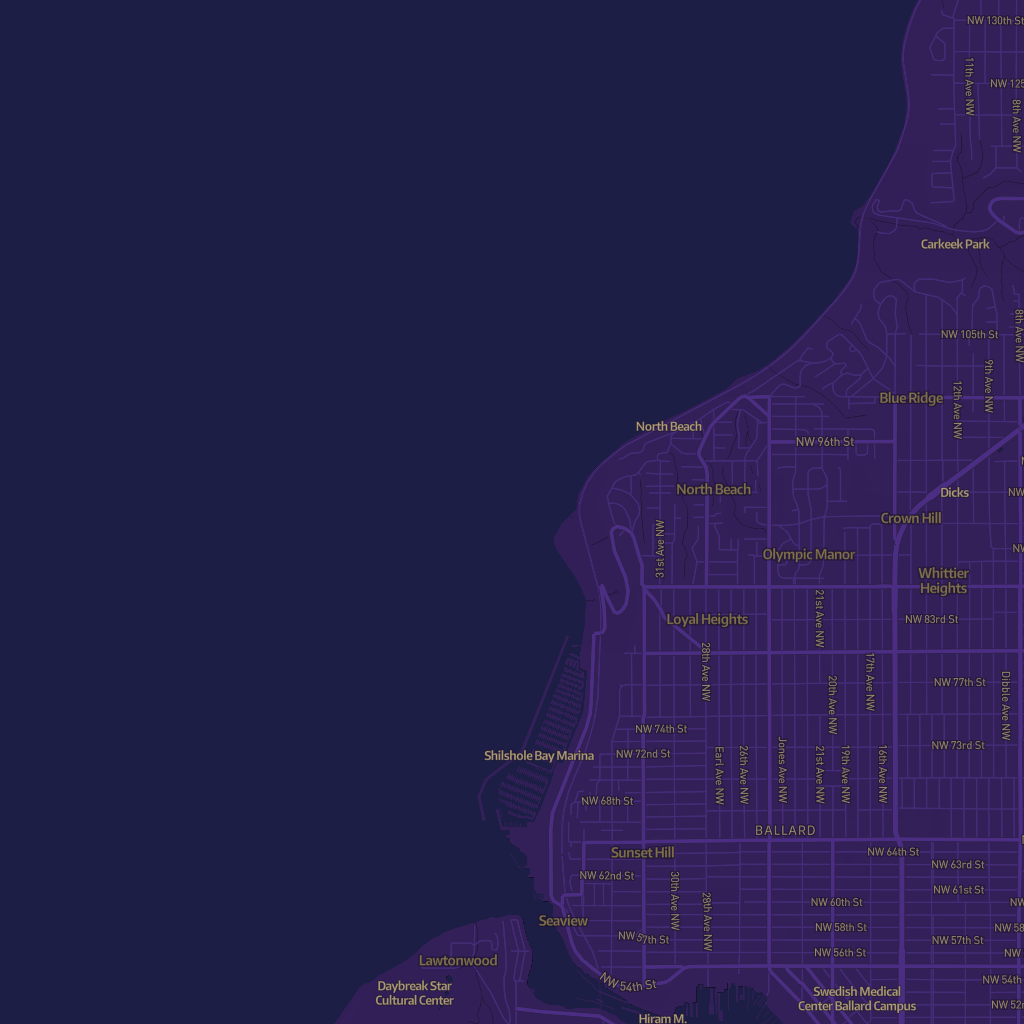 NW 130th St
11th Ave NW
NW 125
8th Ave NW
Carkeek Park
NW 105th St
8th Ave NW
9th Ave NW
12th Ave NW
Blue Ridge
North Beach
NW 96th St
North Beach
Dicks
NW
Crown Hill
31st Ave NW
Olympic Manor
NW
Whittier
Heights
21st Ave NW
Loyal Heights
NW 83rd St
28th Ave NW
17th Ave NW
20th Ave NW
NW 77th St
Dibble Ave NW
NW 74th St
Shilshole Bay Marina
NW 72nd St
Earl Ave NW
26th Ave NW
Jones Ave NW
21st Ave NW
19th Ave NW
16th Ave NW
NW 73rd St
NW 68th St
BALLARD
Sunset Hill
NW 64th St
NW 63rd St
NW 62nd St
30th Ave NW
28th Ave NW
NW 61st St
NW 60th St
NW
Seaview
NW 58th St
NW 58
NW 57th St
NW 57th St
NW 56th St
NW
Lawtonwood
NW 54th St
NW 54th
Daybreak Star
Cultural Center
Swedish Medical
Center Ballard Campus
NW 52n
Hiram M.